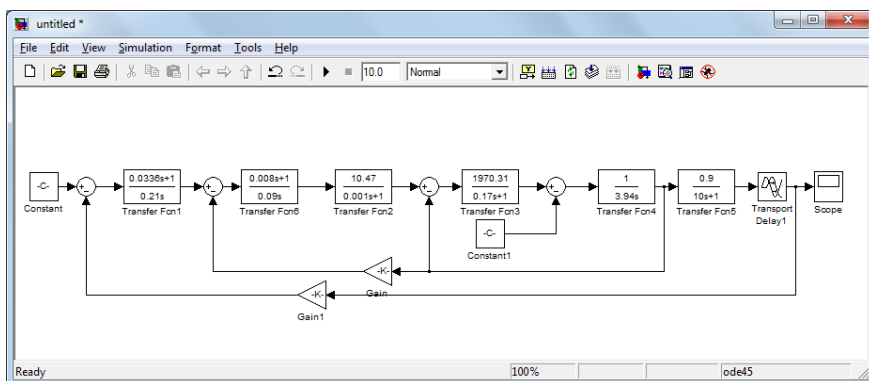 untitled *
File Edit View Simulation Format Tools Help
10.0 Normal
-C-
Constant
+
-
0.0336s+1
0.21s
Transfer Fcn1
+
-
0.008s+1
0.09s
Transfer Fcn6
10.47
0.001s+1
Transfer Fcn2
+
-
1970.31
0.17s+1
Transfer Fcn3
+
-
1
3.94s
Transfer Fcn4
0.9
10s+1
Transfer Fcn5
Transport
Delay1
Scope
-C-
Constant1
-K-
Gain
-K-
Gain1
Ready 100% ode45